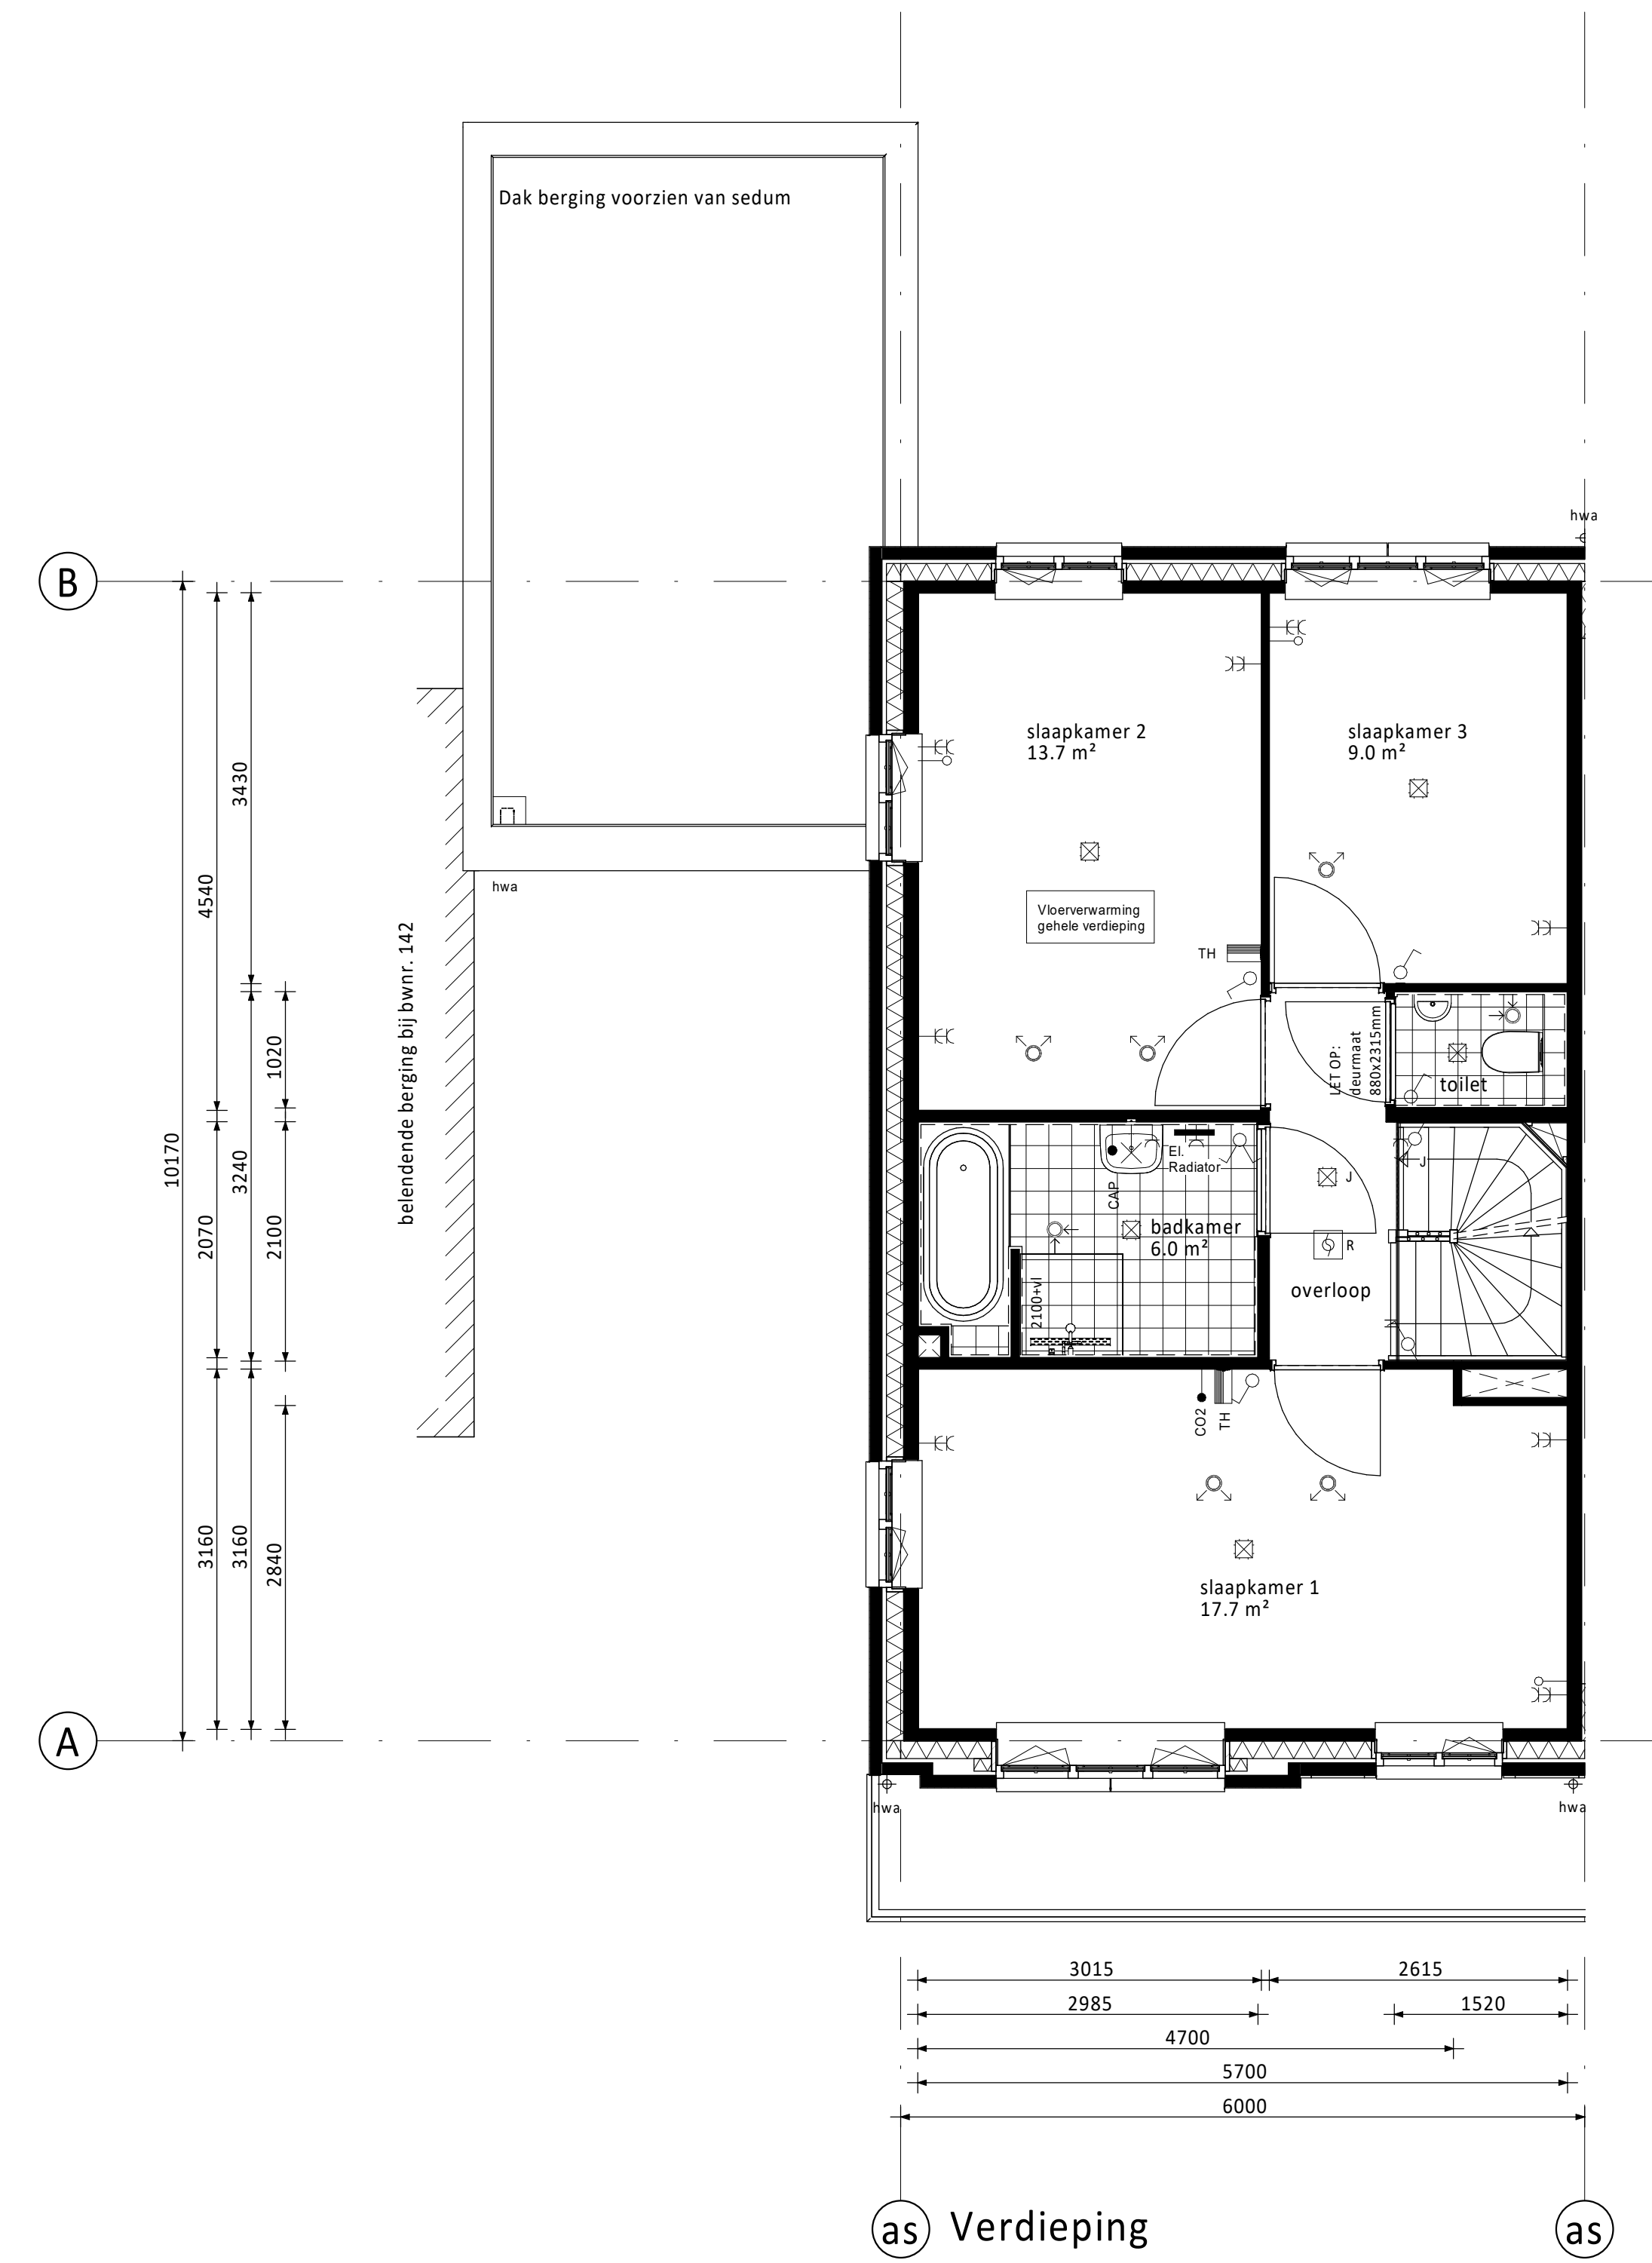 Dak berging voorzien van sedum
hwa
B
slaapkamer 2
13.7 m²
slaapkamer 3
9.0 m²
3430
4540
hwa
Vloerverwarming
gehele verdieping
TH
belendende berging bij bwnr. 142
1020
LET OP:
deurmaat
880x2315mm
toilet
10170
3240
2070
2100
El.
Radiator
CAP
badkamer
6.0 m²
J
J
R
2100+vl
overloop
CO2
TH
3160
3160
2840
slaapkamer 1
17.7 m²
A
hwa
hwa
3015
2615
2985
1520
4700
5700
6000
as
Verdieping
as